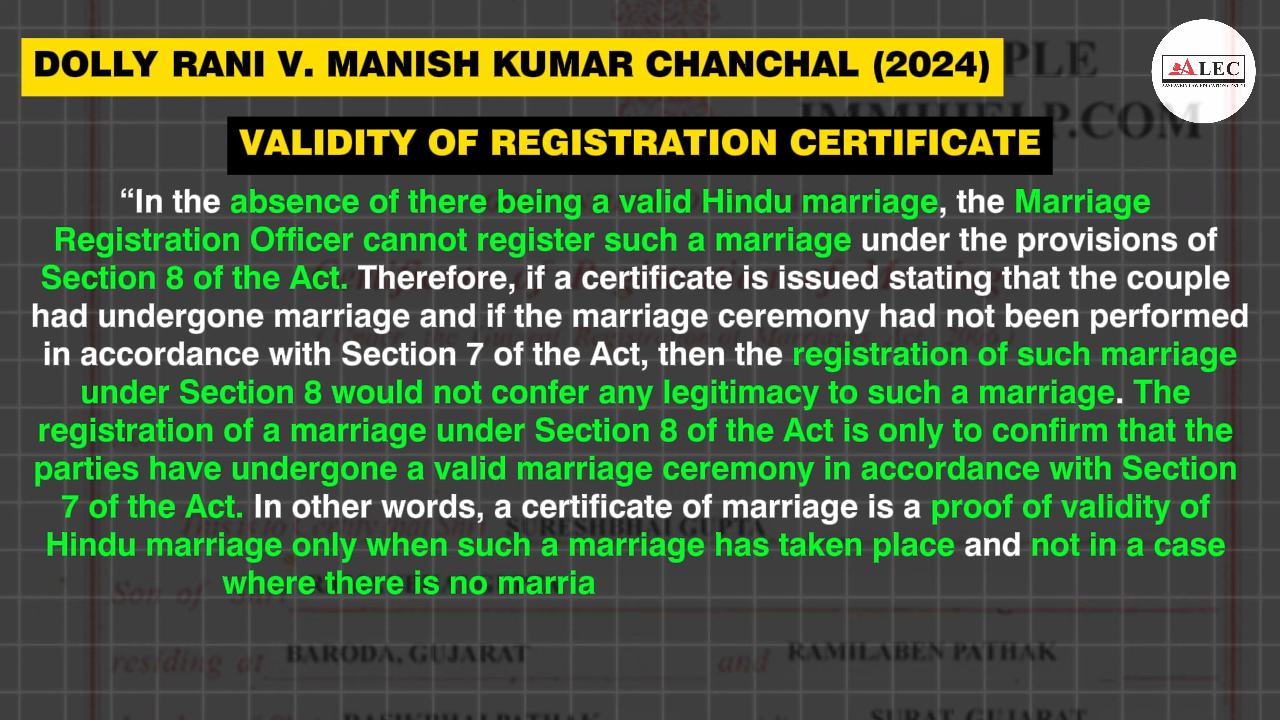 DOLLY RANI V. MANISH KUMAR CHANCHAL (2024)
ALEC
PLE
IMMIHELP.COM
VALIDITY OF REGISTRATION CERTIFICATE
“In the absence of there being a valid Hindu marriage, the Marriage
Registration Officer cannot register such a marriage under the provisions of
Section 8 of the Act. Therefore, if a certificate is issued stating that the couple
had undergone marriage and if the marriage ceremony had not been performed
in accordance with Section 7 of the Act, then the registration of such marriage
under Section 8 would not confer any legitimacy to such a marriage. The
registration of a marriage under Section 8 of the Act is only to confirm that the
parties have undergone a valid marriage ceremony in accordance with Section
7 of the Act. In other words, a certificate of marriage is a proof of validity of
SURESHBHAI GUPTA
Hindu marriage only when such a marriage has taken place and not in a case
where there is no marria
Son of
residing at BARODA, GUJARAT and RAMILABEN PATHAK
RASIKBHAI PATHAK SURAT, GUJARAT